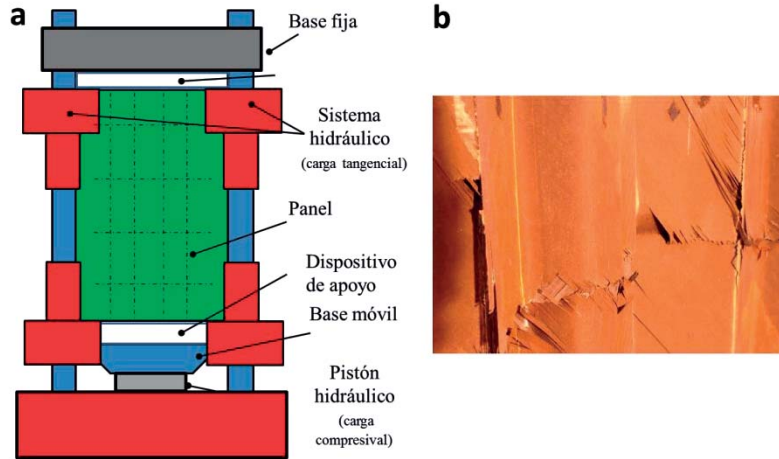 a
b
Base fija
Sistema
hidráulico
(carga tangencial)
Panel
Dispositivo
de apoyo
Base móvil
Pistón
hidráulico
(carga
compresival)